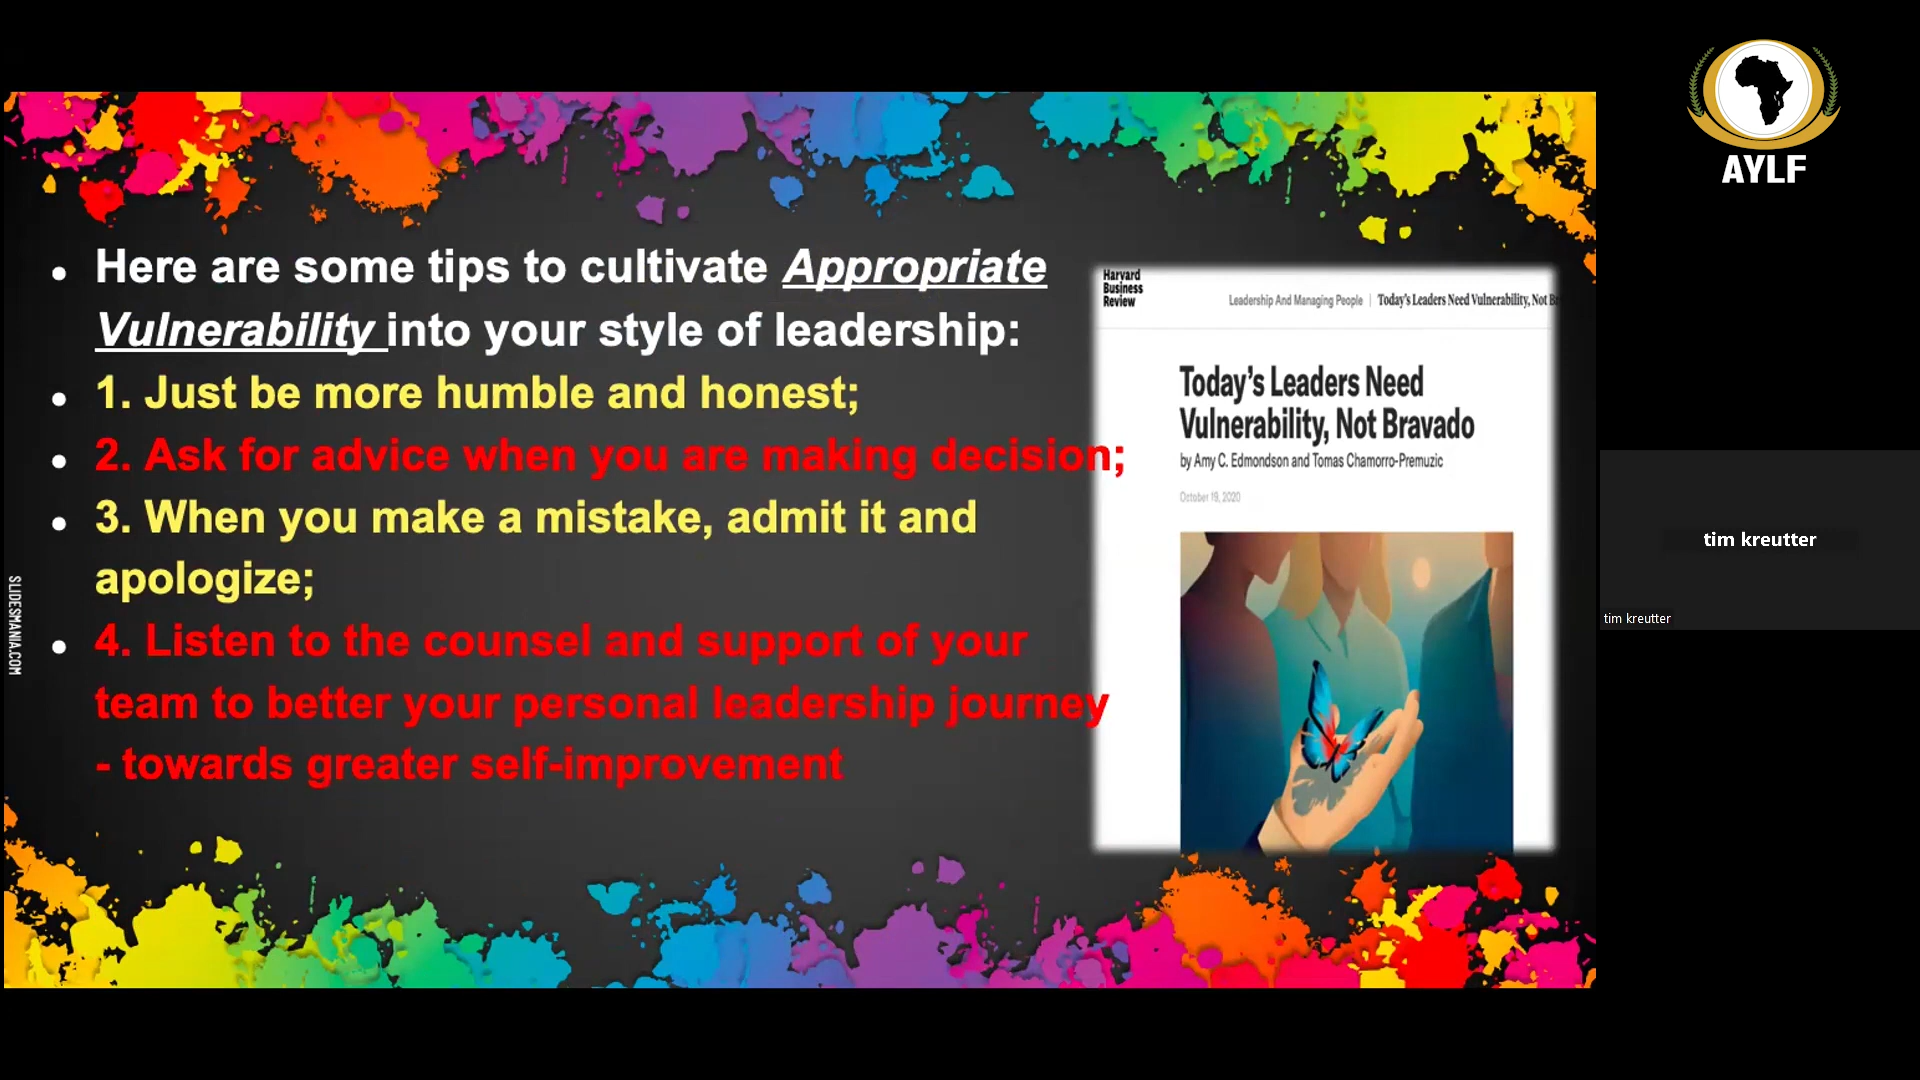 AYLF
Here are some tips to cultivate Appropriate
Vulnerability into your style of leadership:
1. Just be more humble and honest;
2. Ask for advice when you are making decision;
3. When you make a mistake, admit it and
apologize;
4. Listen to the counsel and support of your
team to better your personal leadership journey
- towards greater self-improvement
SLIDESMANIA.COM
Harvard
Business
Review
Leadership And Managing People | Today's Leaders Need Vulnerability, Not
Today's Leaders Need
Vulnerability, Not Bravado
by Amy C. Edmondson and Tomas Chamorro-Premuzic
October 19, 2020
tim kreutter
tim kreutter